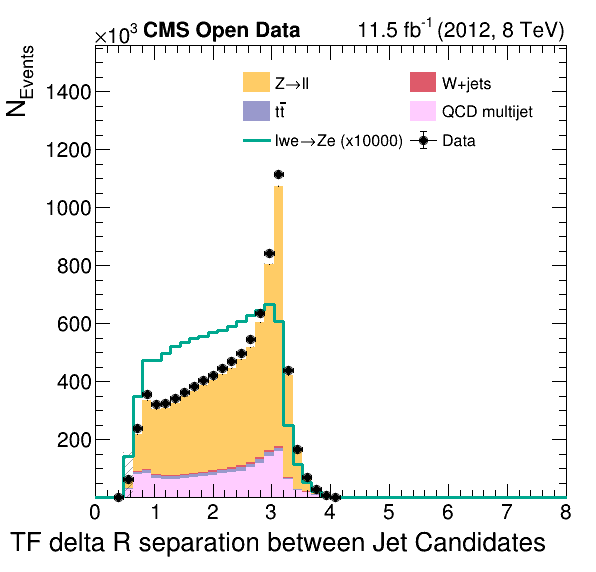 ×10³ CMS Open Data 11.5 fb⁻¹ (2012, 8 TeV)
N_Events
Z→ll W+jets
tt̄ QCD multijet
lwe→Ze (x10000) Data
1400
1200
1000
800
600
400
200
0 1 2 3 4 5 6 7 8
TF delta R separation between Jet Candidates